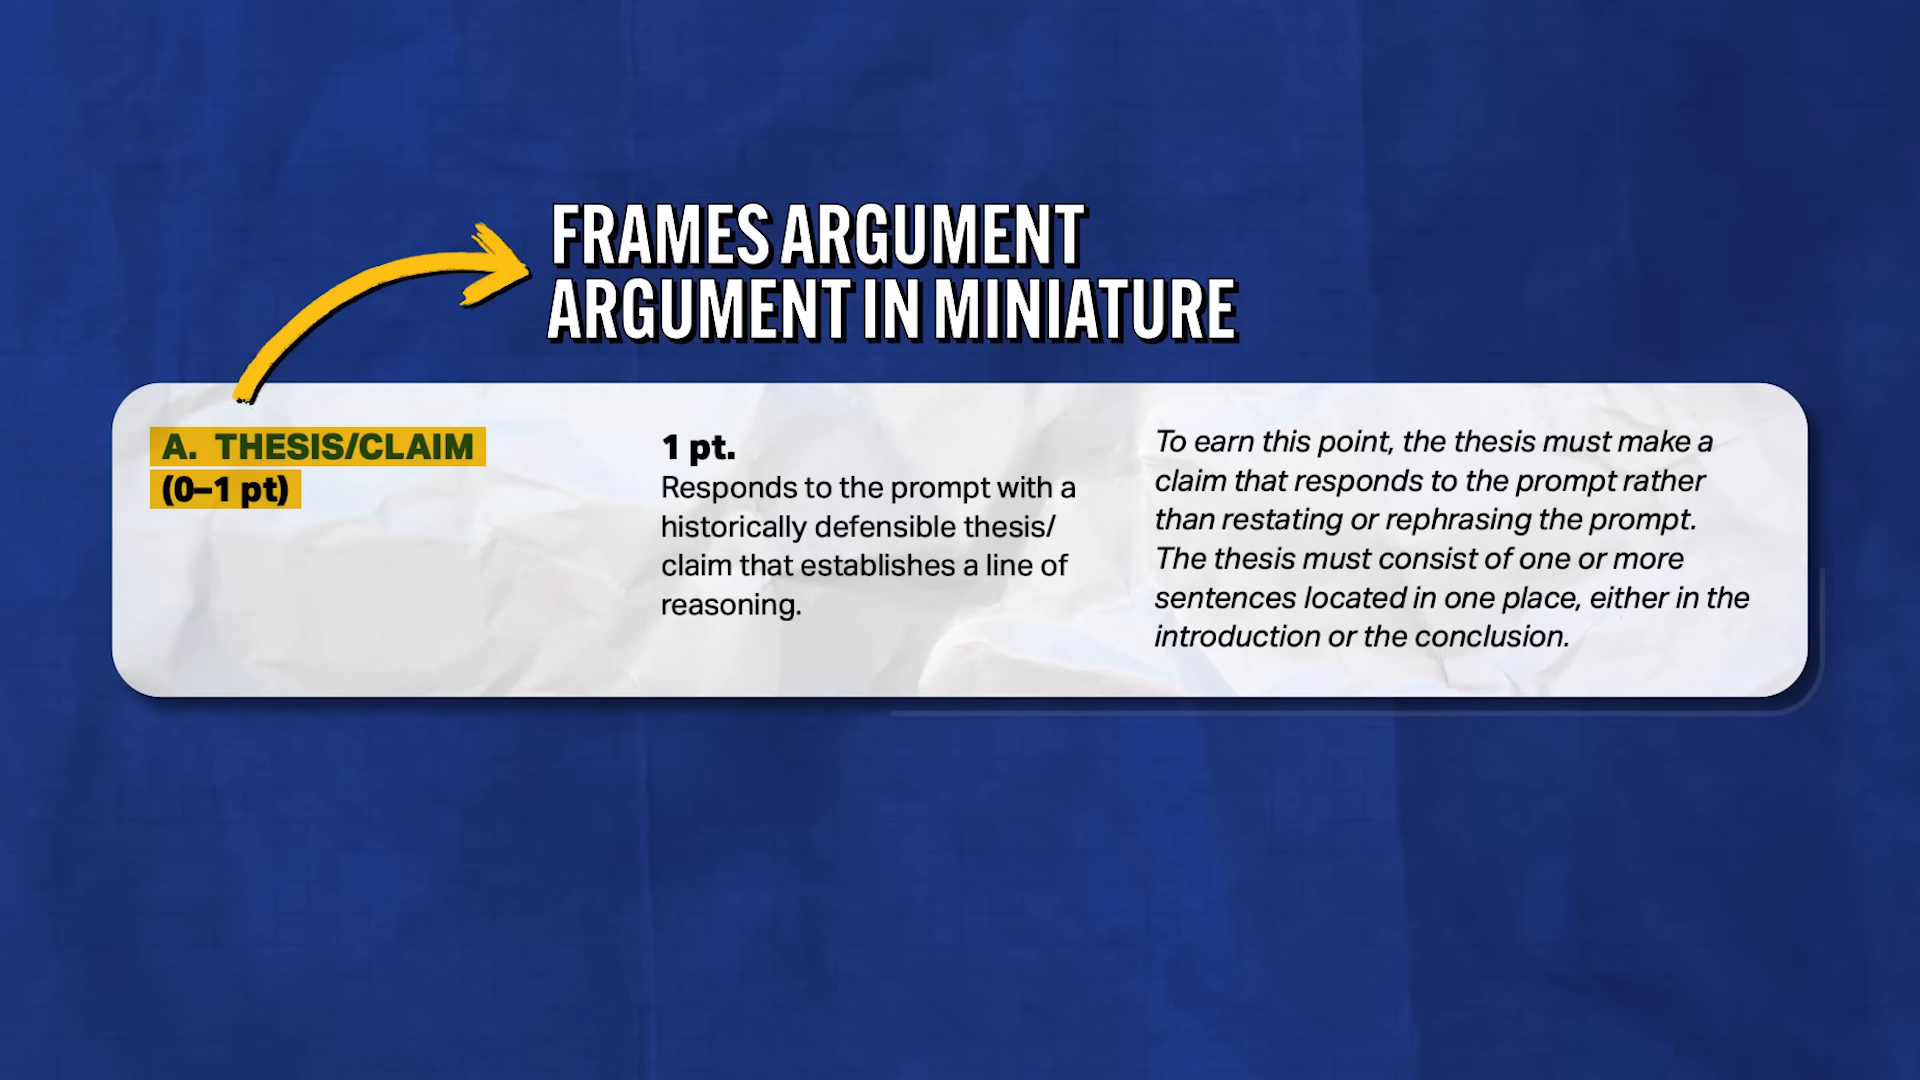 FRAMES ARGUMENT
ARGUMENT IN MINIATURE
A. THESIS/CLAIM
(0–1 pt)
1 pt.
Responds to the prompt with a
historically defensible thesis/
claim that establishes a line of
reasoning.
To earn this point, the thesis must make a
claim that responds to the prompt rather
than restating or rephrasing the prompt.
The thesis must consist of one or more
sentences located in one place, either in the
introduction or the conclusion.